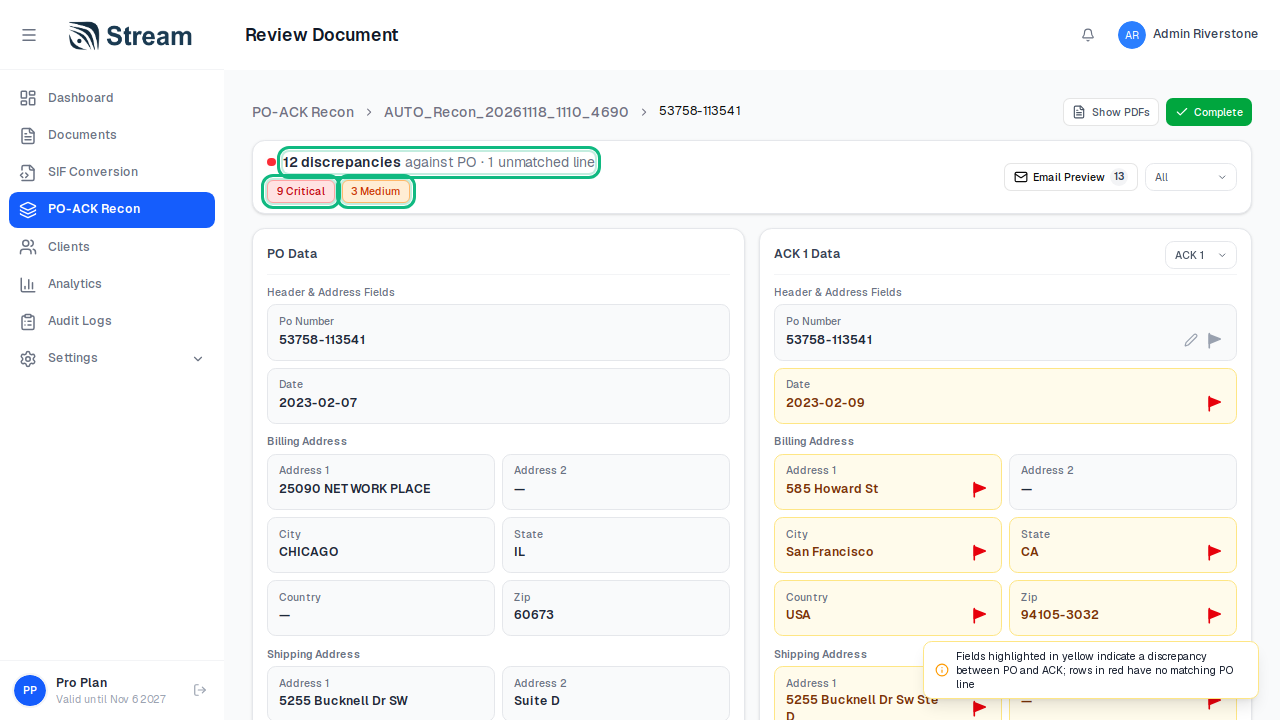 Stream
Review Document
AR
Admin Riverstone
Dashboard
Documents
SIF Conversion
PO-ACK Recon
Clients
Analytics
Audit Logs
Settings
PP
Pro Plan
Valid until Nov 6 2027
PO-ACK Recon > AUTO_Recon_20261118_1110_4690 > 53758-113541
Show PDFs
Complete
12 discrepancies against PO · 1 unmatched line
9 Critical
3 Medium
Email Preview 13
All
PO Data
Header & Address Fields
Po Number
53758-113541
Date
2023-02-07
Billing Address
Address 1
25090 NETWORK PLACE
Address 2
—
City
CHICAGO
State
IL
Country
—
Zip
60673
Shipping Address
Address 1
5255 Bucknell Dr SW
Address 2
Suite D
ACK 1 Data
ACK 1
Header & Address Fields
Po Number
53758-113541
Date
2023-02-09
Billing Address
Address 1
585 Howard St
Address 2
—
City
San Francisco
State
CA
Country
USA
Zip
94105-3032
Shipping Address
Address 1
5255 Bucknell Dr Sw Ste
D
—
Fields highlighted in yellow indicate a discrepancy
between PO and ACK; rows in red have no matching PO
line